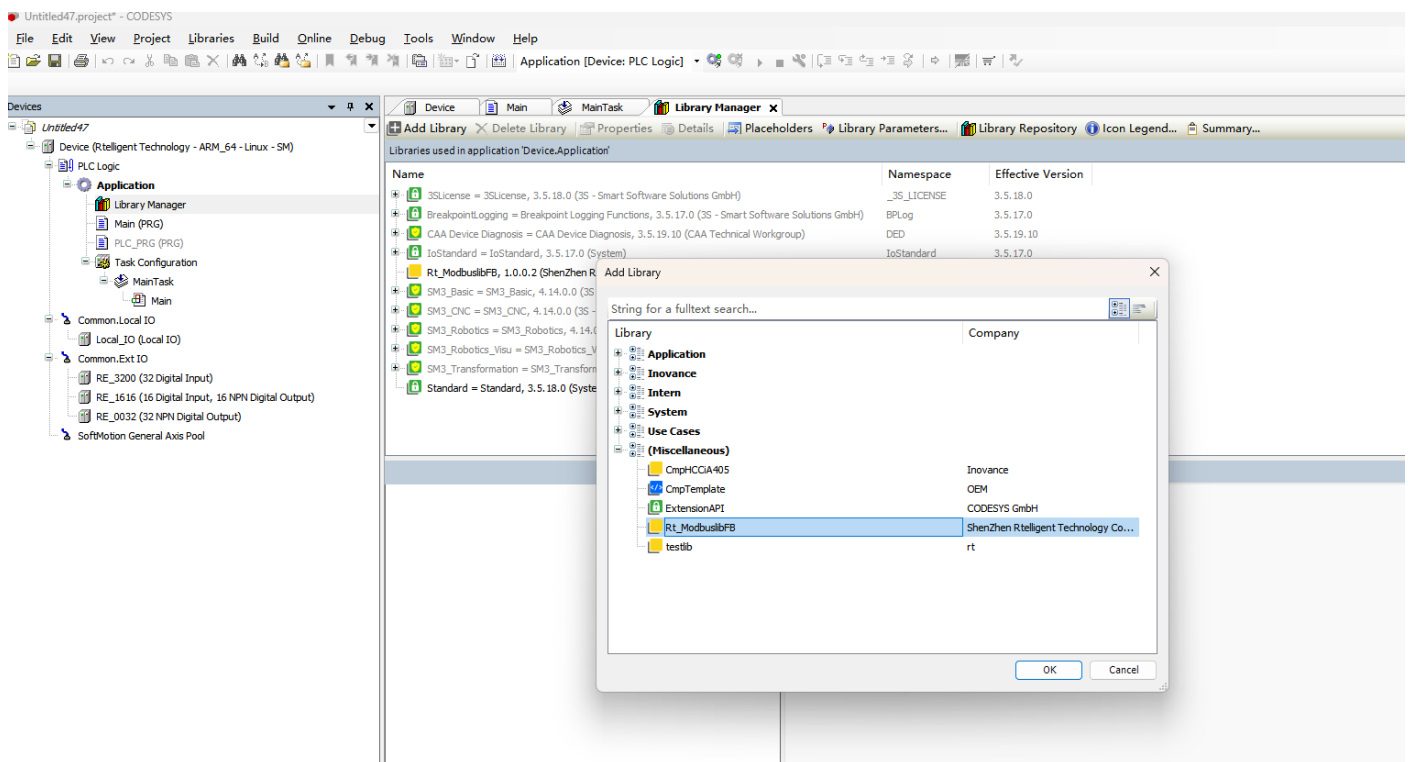 Untitled47.project* - CODESYS
File Edit View Project Libraries Build Online Debug Tools Window Help
Application [Device: PLC Logic]
Devices
Untitled47
Device (Rtelligent Technology - ARM_64 - Linux - SM)
PLC Logic
Application
Library Manager
Main (PRG)
PLC_PRG (PRG)
Task Configuration
MainTask
Main
Common.Local IO
Local_IO (Local IO)
Common.Ext IO
RE_3200 (32 Digital Input)
RE_1616 (16 Digital Input, 16 NPN Digital Output)
RE_0032 (32 NPN Digital Output)
SoftMotion General Axis Pool
Device Main MainTask Library Manager
Add Library Delete Library Properties Details Placeholders Library Parameters... Library Repository Icon Legend... Summary...
Libraries used in application 'Device.Application'
Name Namespace Effective Version
3SLicense = 3SLicense, 3.5.18.0 (3S - Smart Software Solutions GmbH) _3S_LICENSE 3.5.18.0
BreakpointLogging = Breakpoint Logging Functions, 3.5.17.0 (3S - Smart Software Solutions GmbH) BPLog 3.5.17.0
CAA Device Diagnosis = CAA Device Diagnosis, 3.5.19.10 (CAA Technical Workgroup) DED 3.5.19.10
IoStandard = IoStandard, 3.5.17.0 (System) IoStandard 3.5.17.0
Rt_ModbuslibFB, 1.0.0.2 (ShenZhen R
SM3_Basic = SM3_Basic, 4.14.0.0 (3S
SM3_CNC = SM3_CNC, 4.14.0.0 (3S -
SM3_Robotics = SM3_Robotics, 4.14.0
SM3_Robotics_Visu = SM3_Robotics_V
SM3_Transformation = SM3_Transform
Standard = Standard, 3.5.18.0 (Syste
Add Library
String for a fulltext search...
Library Company
Application
Inovance
Intern
System
Use Cases
(Miscellaneous)
CmpHCCiA405 Inovance
CmpTemplate OEM
ExtensionAPI CODESYS GmbH
Rt_ModbuslibFB ShenZhen Rtelligent Technology Co...
testlib rt
OK Cancel